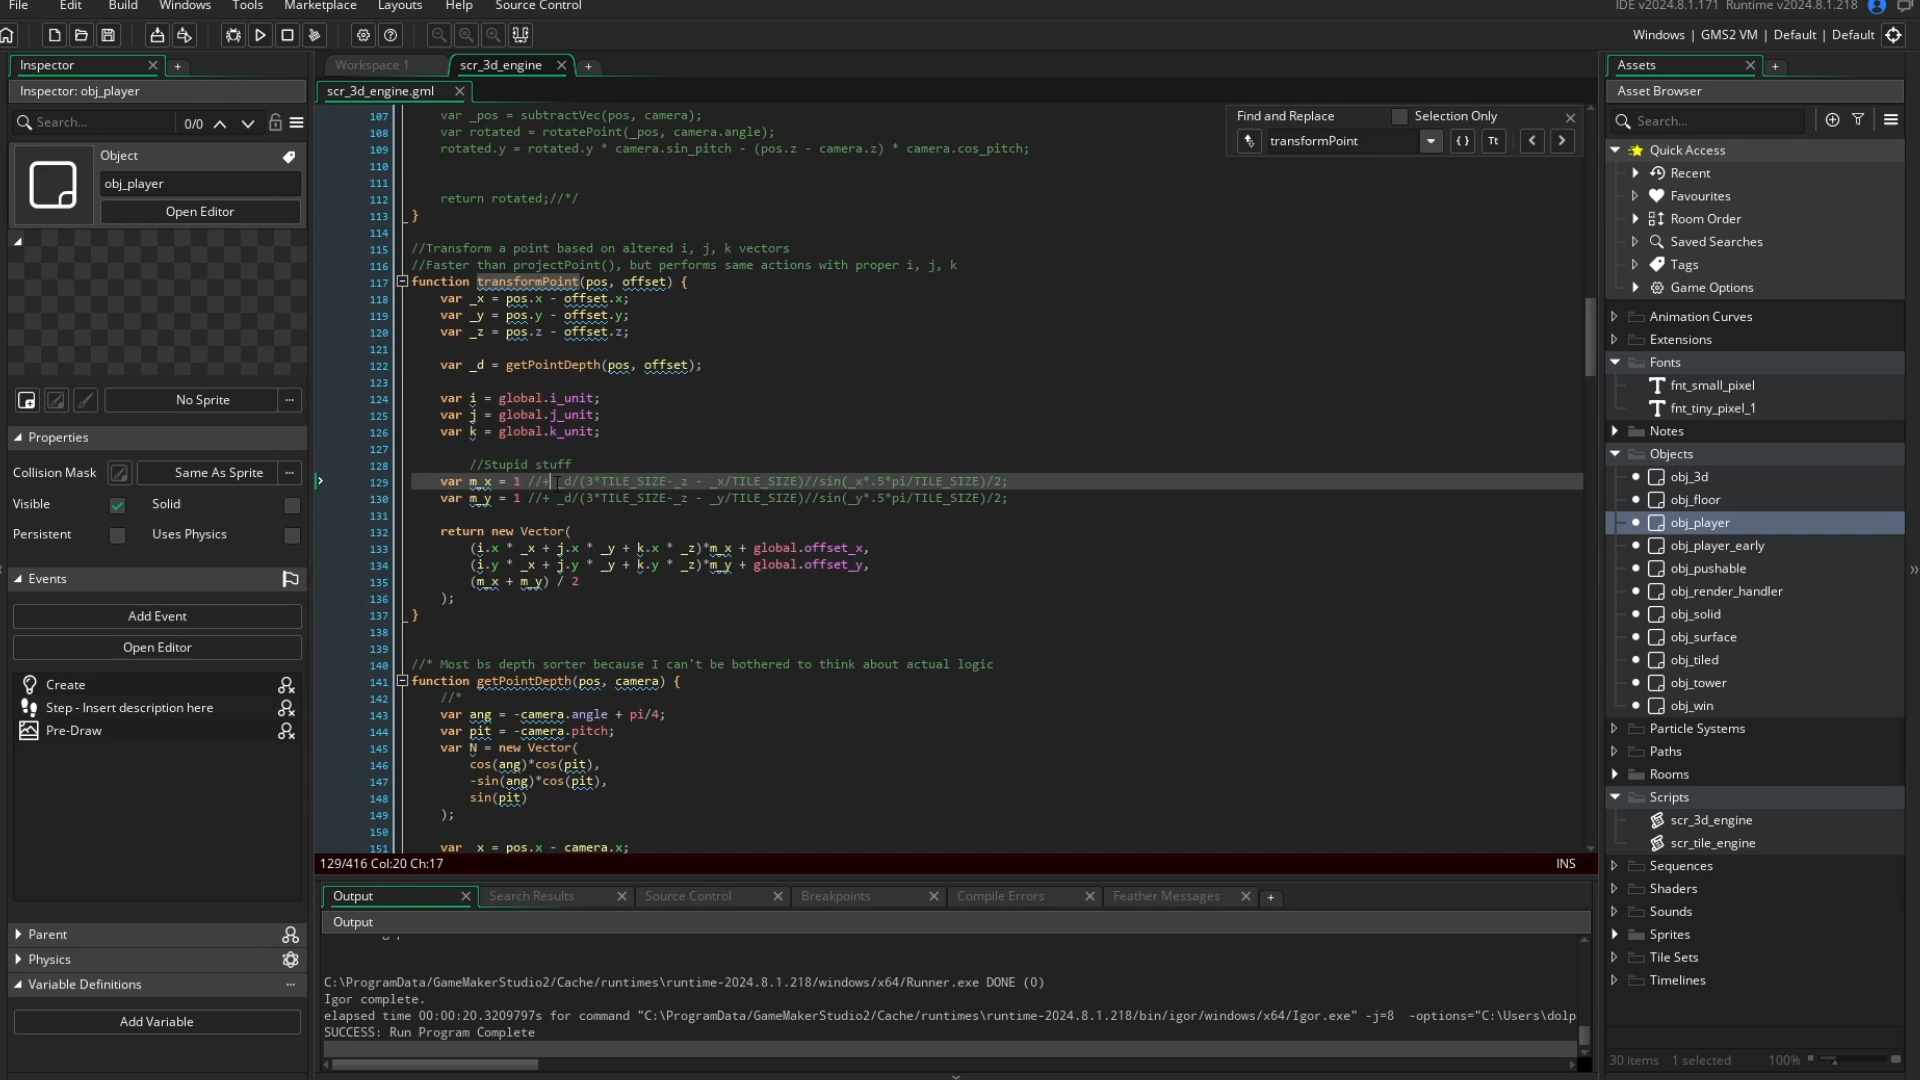 File Edit Build Windows Tools Marketplace Layouts Help Source Control
IDE v2024.8.1.171 Runtime v2024.8.1.218
Windows | GMS2 VM | Default | Default
Inspector
Inspector: obj_player
Search... 0/0
Object
obj_player
Open Editor
No Sprite
Properties
Collision Mask Same As Sprite
Visible Solid
Persistent Uses Physics
Events
Add Event
Open Editor
Create
Step - Insert description here
Pre-Draw
Parent
Physics
Variable Definitions
Add Variable
Workspace 1 scr_3d_engine
scr_3d_engine.gml
Find and Replace Selection Only
transformPoint
107 var _pos = subtractVec(pos, camera);
108 var rotated = rotatePoint(_pos, camera.angle);
109 rotated.y = rotated.y * camera.sin_pitch - (pos.z - camera.z) * camera.cos_pitch;
110
111
112 return rotated;//*/
113 }
114
115 //Transform a point based on altered i, j, k vectors
116 //Faster than projectPoint(), but performs same actions with proper i, j, k
117 function transformPoint(pos, offset) {
118 var _x = pos.x - offset.x;
119 var _y = pos.y - offset.y;
120 var _z = pos.z - offset.z;
121
122 var _d = getPointDepth(pos, offset);
123
124 var i = global.i_unit;
125 var j = global.j_unit;
126 var k = global.k_unit;
127
128 //Stupid stuff
129 var m_x = 1 //+ _d/(3*TILE_SIZE-_z - _x/TILE_SIZE)//sin(_x*.5*pi/TILE_SIZE)/2;
130 var m_y = 1 //+ _d/(3*TILE_SIZE-_z - _y/TILE_SIZE)//sin(_y*.5*pi/TILE_SIZE)/2;
131
132 return new Vector(
133 (i.x * _x + j.x * _y + k.x * _z)*m_x + global.offset_x,
134 (i.y * _x + j.y * _y + k.y * _z)*m_y + global.offset_y,
135 (m_x + m_y) / 2
136 );
137 }
138
139
140 //* Most bs depth sorter because I can't be bothered to think about actual logic
141 function getPointDepth(pos, camera) {
142 //*
143 var ang = -camera.angle + pi/4;
144 var pit = -camera.pitch;
145 var N = new Vector(
146 cos(ang)*cos(pit),
147 -sin(ang)*cos(pit),
148 sin(pit)
149 );
150
151 var _x = pos.x - camera.x;
129/416 Col:20 Ch:17 INS
Output Search Results Source Control Breakpoints Compile Errors Feather Messages
Output
C:\ProgramData/GameMakerStudio2/Cache/runtimes\runtime-2024.8.1.218/windows/x64/Runner.exe DONE (0)
Igor complete.
elapsed time 00:00:20.3209797s for command "C:\ProgramData/GameMakerStudio2/Cache/runtimes\runtime-2024.8.1.218/bin/igor/windows/x64/Igor.exe" -j=8 -options="C:\Users\dolp
SUCCESS: Run Program Complete
Assets
Asset Browser
Search...
Quick Access
Recent
Favourites
Room Order
Saved Searches
Tags
Game Options
Animation Curves
Extensions
Fonts
fnt_small_pixel
fnt_tiny_pixel_1
Notes
Objects
obj_3d
obj_floor
obj_player
obj_player_early
obj_pushable
obj_render_handler
obj_solid
obj_surface
obj_tiled
obj_tower
obj_win
Particle Systems
Paths
Rooms
Scripts
scr_3d_engine
scr_tile_engine
Sequences
Shaders
Sounds
Sprites
Tile Sets
Timelines
30 items 1 selected 100%